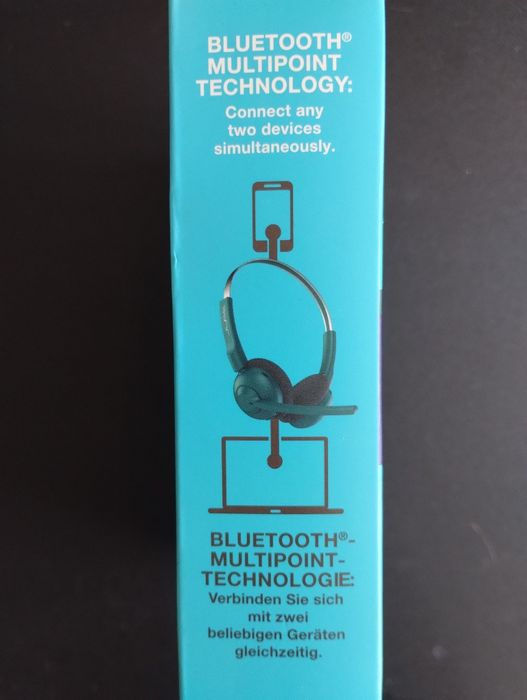 BLUETOOTH®
MULTIPOINT
TECHNOLOGY:
Connect any
two devices
simultaneously.
BLUETOOTH®-
MULTIPOINT-
TECHNOLOGIE:
Verbinden Sie sich
mit zwei
beliebigen Geräten
gleichzeitig.